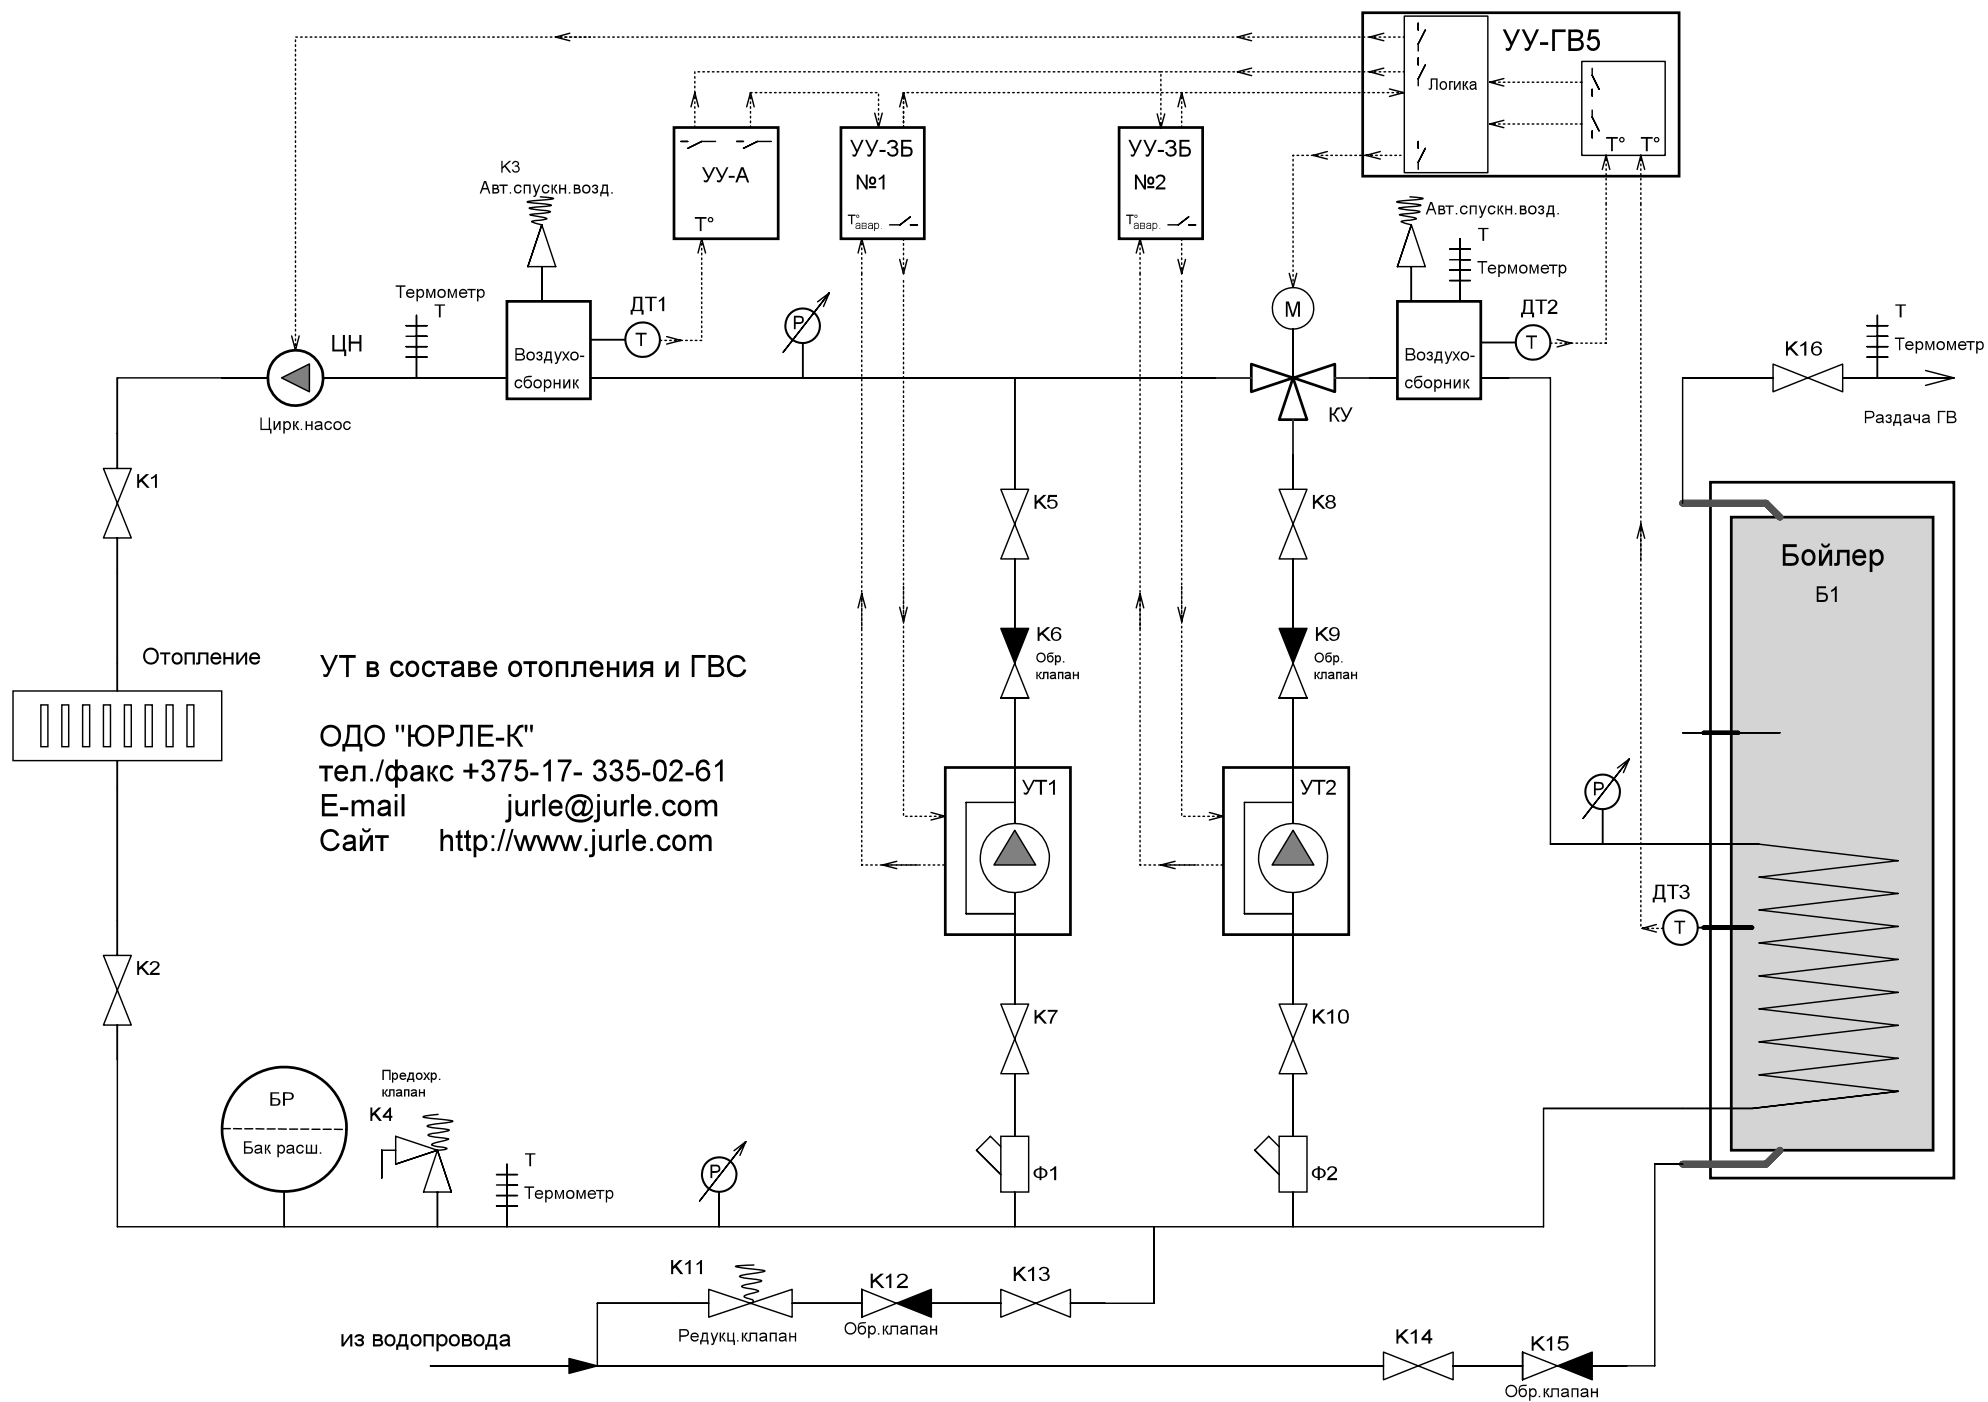 УУ-ГВ5
Логика
Т° Т°
УУ-ЗБ
№1
Т°авар.
УУ-ЗБ
№2
Т°авар.
УУ-А
Т°
К3
Авт.спускн.возд.
Авт.спускн.возд.
Т
Термометр
Термометр
Т
ДТ1
Т
Р
М
ДТ2
Т
ЦН
Цирк.насос
Воздухо-
сборник
Воздухо-
сборник
КУ
К16
Т
Термометр
Раздача ГВ
К1
К5
К8
Бойлер
Б1
К6
Обр.
клапан
К9
Обр.
клапан
Отопление
УТ в составе отопления и ГВС
ОДО "ЮРЛЕ-К"
тел./факс +375-17- 335-02-61
E-mail jurle@jurle.com
Сайт http://www.jurle.com
УТ1
УТ2
Р
ДТ3
Т
К2
К7
К10
БР
Бак расш.
Предохр.
клапан
К4
Т
Термометр
Р
Ф1
Ф2
К11
Редукц.клапан
К12
Обр.клапан
К13
из водопровода
К14
К15
Обр.клапан